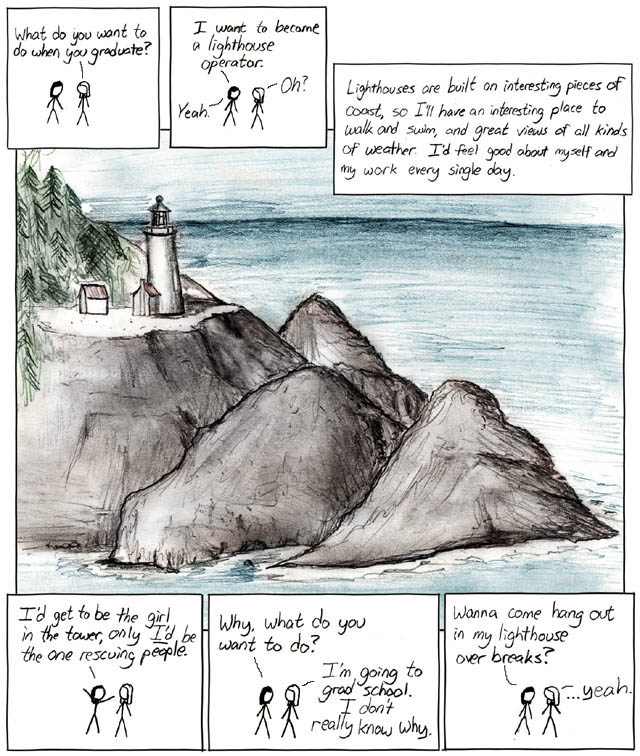 What do you want to
do when you graduate?
I want to become
a lighthouse
operator.
Oh?
Yeah.
Lighthouses are built on interesting pieces of
coast, so I'll have an interesting place to
walk and swim, and great views of all kinds
of weather. I'd feel good about myself and
my work every single day.
I'd get to be the girl
in the tower, only I'd be
the one rescuing people.
Why, what do you
want to do?
I'm going to
grad school.
I don't
really know why.
Wanna come hang out
in my lighthouse
over breaks?
...yeah.